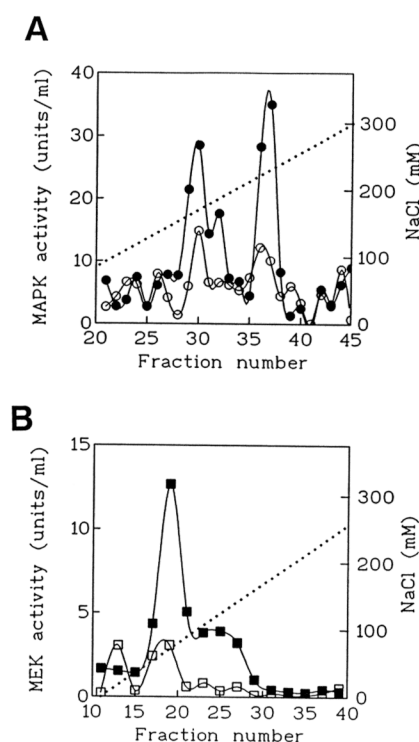 A
MAPK activity (units/ml)
40
30
20
10
0
300
200
100
0
NaCl (mM)
20 25 30 35 40 45
Fraction number
B
MEK activity (units/ml)
15
10
5
0
300
200
100
0
NaCl (mM)
10 15 20 25 30 35 40
Fraction number